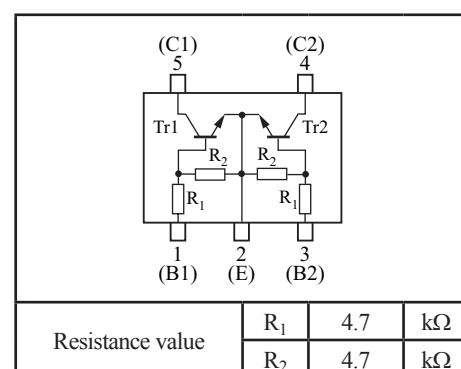 (C1) (C2)
5 4
Tr1 Tr2
R2 R2
R1 R1
1 2 3
(B1) (E) (B2)
Resistance value R1 4.7 kΩ
R2 4.7 kΩ